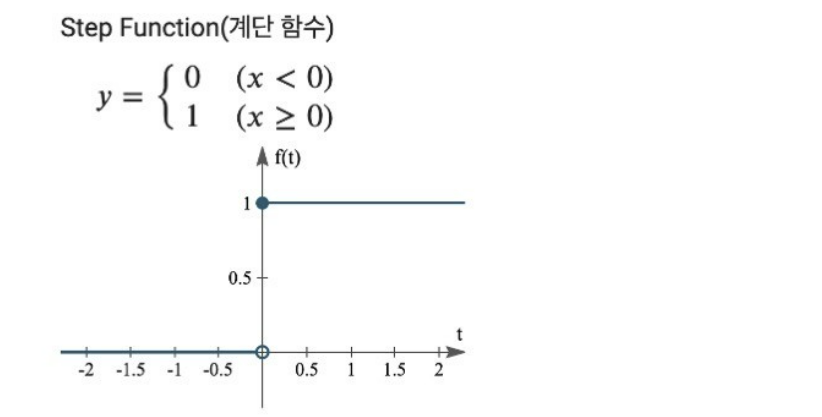 Step Function(계단 함수)
y = { 0 (x < 0)
1 (x ≥ 0)
f(t)
1
0.5
t
-2 -1.5 -1 -0.5 0.5 1 1.5 2